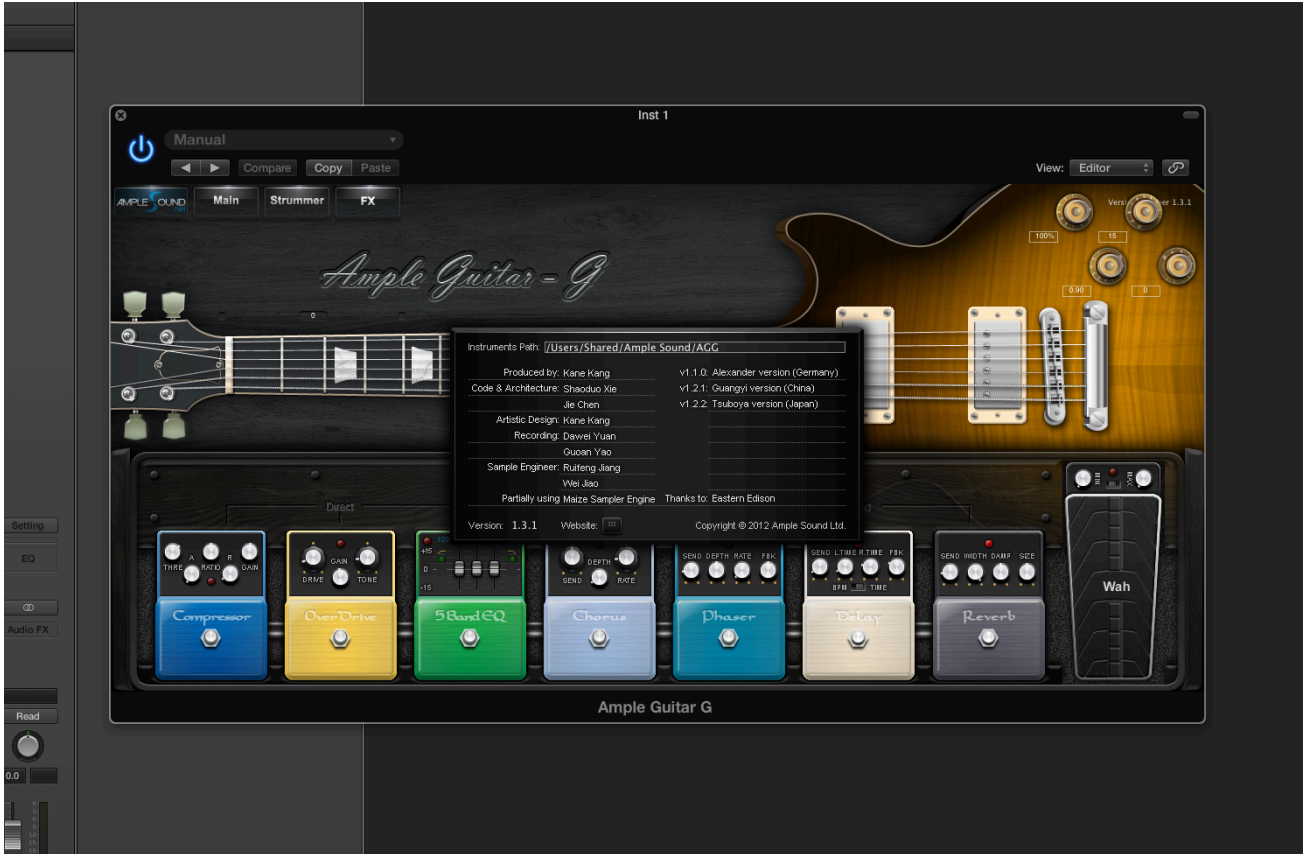 Inst 1
Manual
Compare Copy Paste
View: Editor
AMPLE SOUND Main Strummer FX
100% 15
0.90 0
Ample Guitar - G
0
Instruments Path: /Users/Shared/Ample Sound/AGG
Produced by: Kane Kang v1.1.0: Alexander version (Germany)
Code & Architecture: Shaoduo Xie v1.2.1: Guangyi version (China)
Jie Chen v1.2.2: Tsuboya version (Japan)
Artistic Design: Kane Kang
Recording: Dawei Yuan
Guoan Yao
Sample Engineer: Ruifeng Jiang
Wei Jiao
Partially using Maize Sampler Engine Thanks to: Eastern Edison
Version: 1.3.1 Website: Copyright © 2012 Ample Sound Ltd.
Direct
MIN MAX
A R
THRE RATIO GAIN
GAIN
DRIVE TONE
+15
0
-15
DEPTH
SEND RATE
SEND DEPTH RATE FBK
SEND L.TIME R.TIME FBK
BPM TIME
SEND WIDTH DAMP SIZE
Compressor
OverDrive
5BandEQ
Chorus
Phaser
Delay
Reverb
Wah
Ample Guitar G
Setting
EQ
Audio FX
Read
0.0